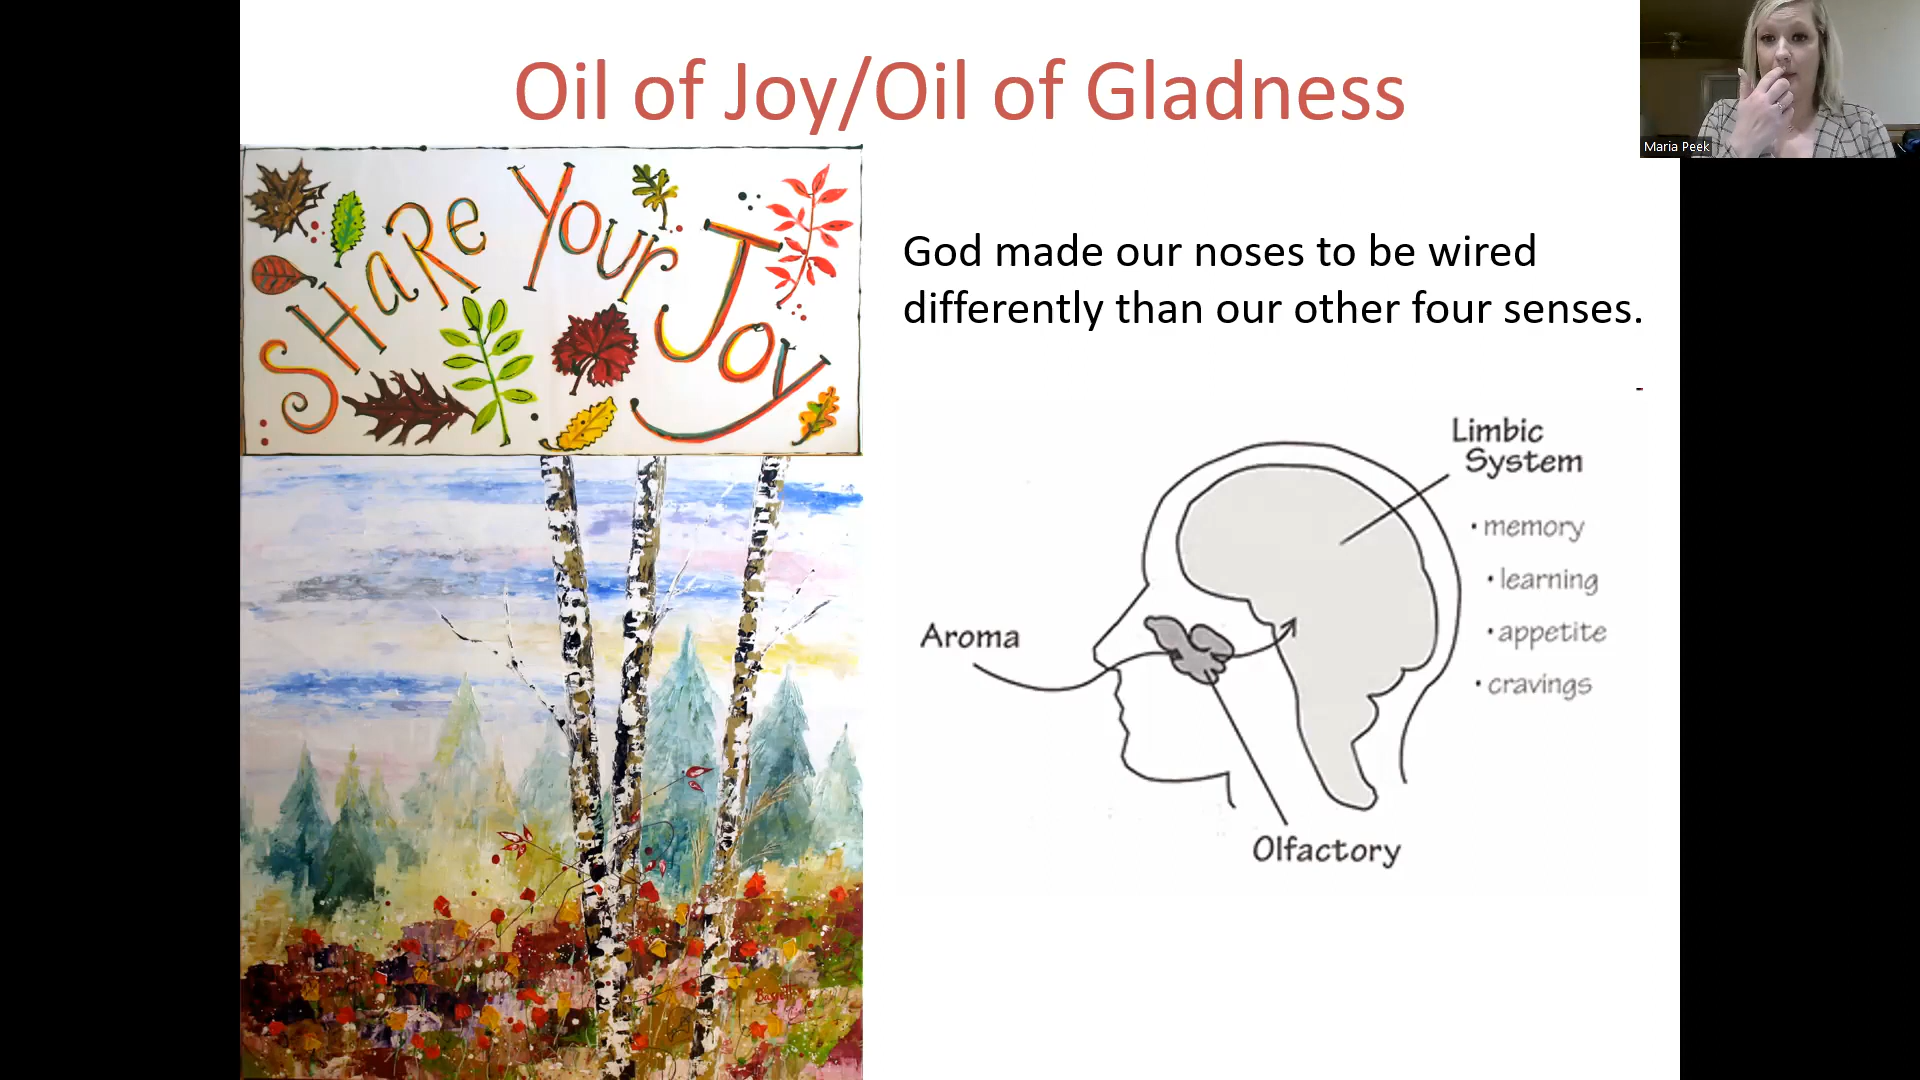 Oil of Joy/Oil of Gladness
Maria Peek
SHaRe YOur JOy
God made our noses to be wired
differently than our other four senses.
Limbic
System
• memory
• learning
• appetite
• cravings
Aroma
Olfactory